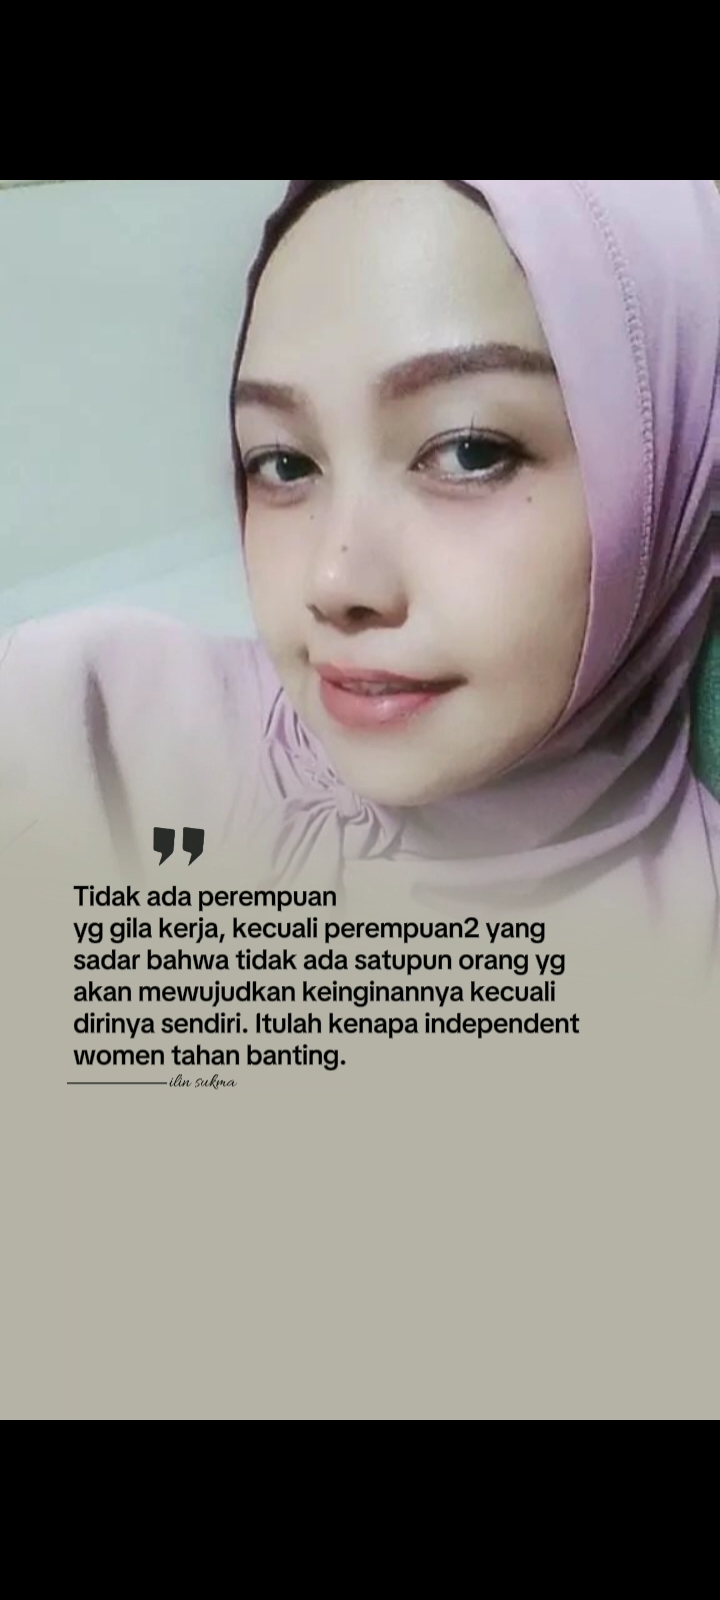 Tidak ada perempuan
yg gila kerja, kecuali perempuan2 yang
sadar bahwa tidak ada satupun orang yg
akan mewujudkan keinginannya kecuali
dirinya sendiri. Itulah kenapa independent
women tahan banting.
ilin sukma